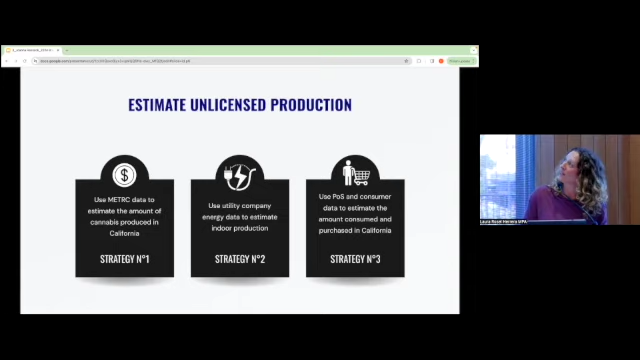 ESTIMATE UNLICENSED PRODUCTION
Use METRC data to
estimate the amount of
cannabis produced in
California
STRATEGY N°1
Use utility company
energy data to estimate
indoor production
STRATEGY N°2
Use PoS and consumer
data to estimate the
amount consumed and
purchased in California
STRATEGY N°3